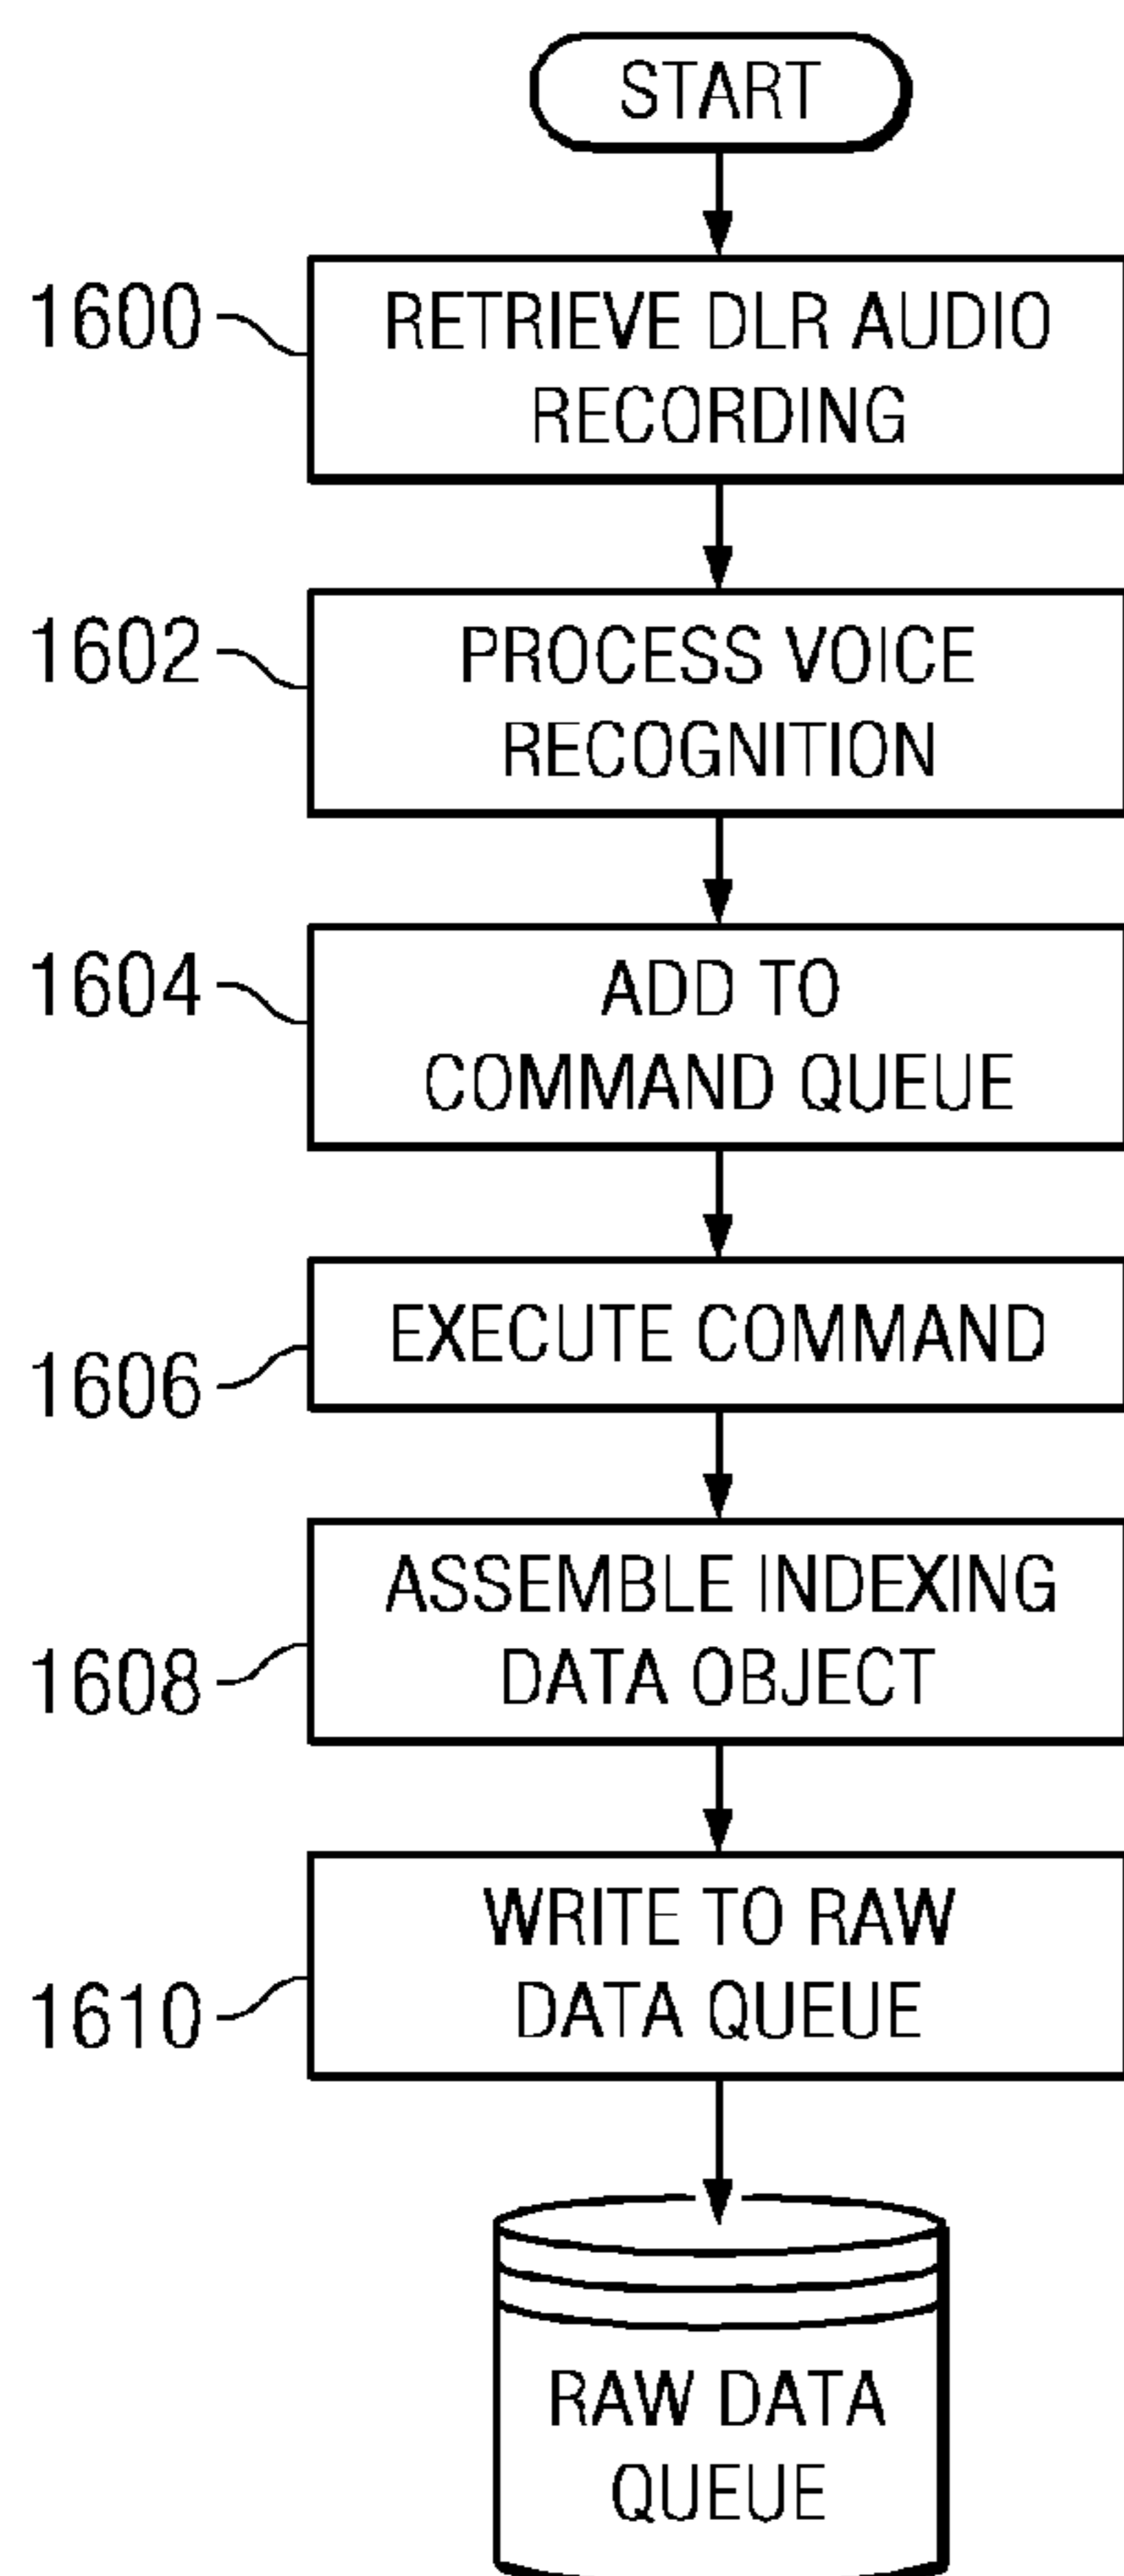 START
1600
RETRIEVE DLR AUDIO
RECORDING
1602
PROCESS VOICE
RECOGNITION
1604
ADD TO
COMMAND QUEUE
1606
EXECUTE COMMAND
1608
ASSEMBLE INDEXING
DATA OBJECT
1610
WRITE TO RAW
DATA QUEUE
RAW DATA
QUEUE